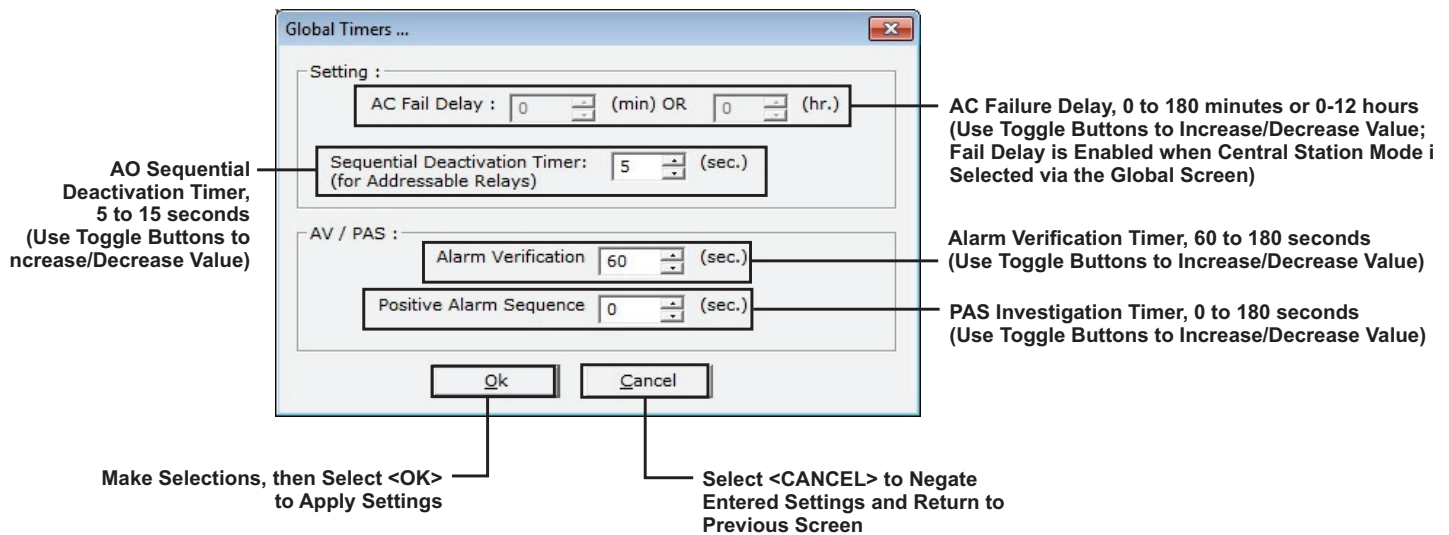 Global Timers ...
Setting :
AC Fail Delay : 0 (min) OR 0 (hr.)
Sequential Deactivation Timer: 5 (sec.)
(for Addressable Relays)
AV / PAS :
Alarm Verification 60 (sec.)
Positive Alarm Sequence 0 (sec.)
Ok Cancel
AC Failure Delay, 0 to 180 minutes or 0-12 hours
(Use Toggle Buttons to Increase/Decrease Value;
Fail Delay is Enabled when Central Station Mode i
Selected via the Global Screen)
AO Sequential
Deactivation Timer,
5 to 15 seconds
(Use Toggle Buttons to
ncrease/Decrease Value)
Alarm Verification Timer, 60 to 180 seconds
(Use Toggle Buttons to Increase/Decrease Value)
PAS Investigation Timer, 0 to 180 seconds
(Use Toggle Buttons to Increase/Decrease Value)
Make Selections, then Select <OK>
to Apply Settings
Select <CANCEL> to Negate
Entered Settings and Return to
Previous Screen